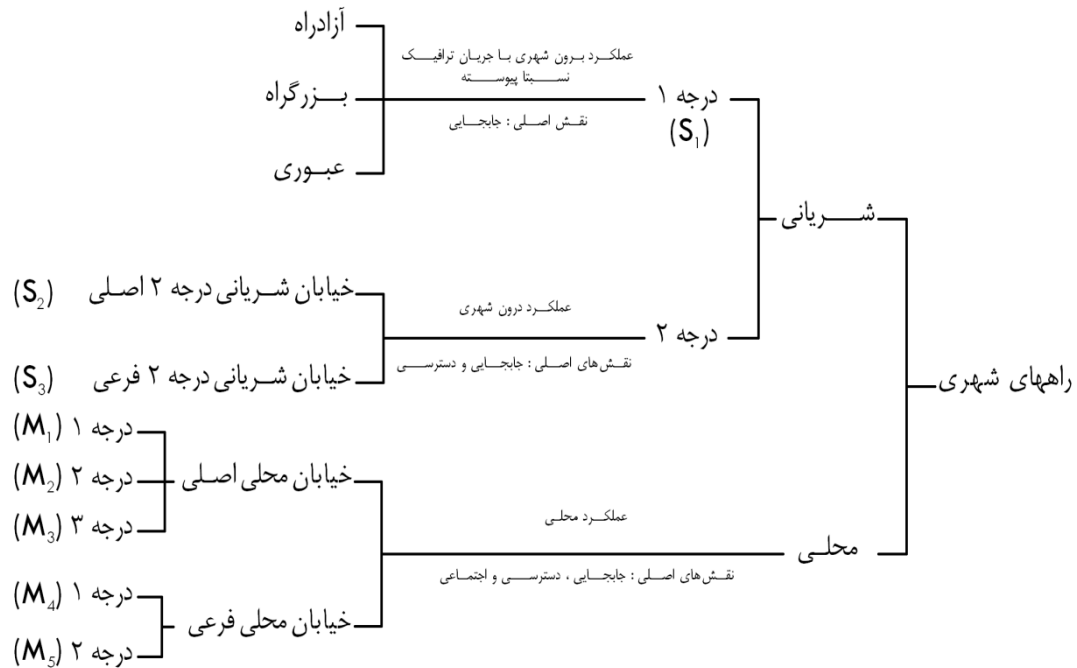 راههای شهری
شریانی
درجه ۱
(S₁)
عملکرد برون شهری با جریان ترافیک
نسبتا پیوسته
نقش اصلی : جابجایی
آزادراه
بزرگراه
عبوری
درجه ۲
عملکرد درون شهری
نقش‌های اصلی : جابجایی و دسترسی
خیابان شریانی درجه ۲ اصلی (S₂)
خیابان شریانی درجه ۲ فرعی (S₃)
محلی
عملکرد محلی
نقش‌های اصلی : جابجایی ، دسترسی و اجتماعی
خیابان محلی اصلی
درجه ۱ (M₁)
درجه ۲ (M₂)
درجه ۳ (M₃)
خیابان محلی فرعی
درجه ۱ (M₄)
درجه ۲ (M₅)